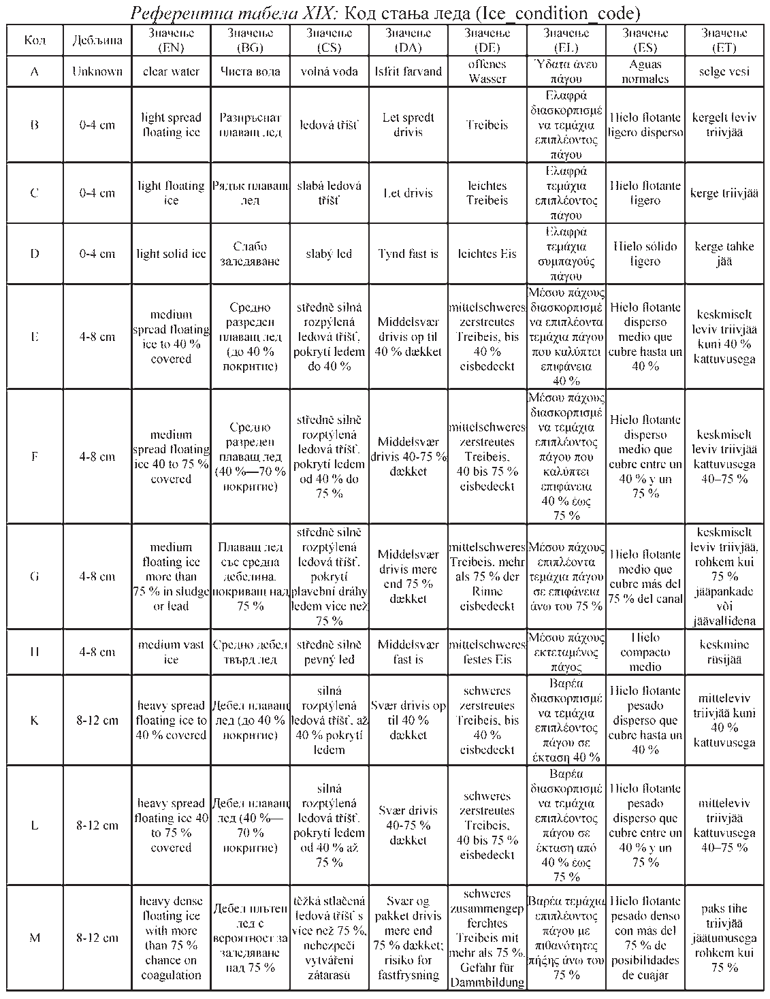 Референтна табела XIX: Код стања леда (Ice_condition_code)
Код
Дебљина
Значење
(EN)
Значење
(BG)
Значење
(CS)
Значење
(DA)
Значење
(DE)
Значење
(EL)
Значење
(ES)
Значење
(ET)
A
Unknown
clear water
Чиста вода
volná voda
Isfrit farvand
offenes
Wasser
Ύδατα άνευ
πάγου
Aguas
normales
selge vesi
B
0-4 cm
light spread
floating ice
Разпръснат
плаващ лед
ledová tříšť
Let spredt
drivis
Treibeis
Ελαφρά
διασκορπισμέ
να τεμάχια
επιπλέοντος
πάγου
Hielo flotante
ligero disperso
kergelt leviv
triivjää
C
0-4 cm
light floating
ice
Рядък плаващ
лед
slabá ledová
tříšť
Let drivis
leichtes
Treibeis
Ελαφρά
τεμάχια
επιπλέοντος
πάγου
Hielo flotante
ligero
kerge triivjää
D
0-4 cm
light solid ice
Слабо
заледяване
slabý led
Tynd fast is
leichtes Eis
Ελαφρά
τεμάχια
συμπαγούς
πάγου
Hielo sólido
ligero
kerge tahke
jää
E
4-8 cm
medium
spread floating
ice to 40 %
covered
Средно
разреден
плаващ лед
(до 40 %
покритие)
středně silná
rozpýlená
ledová tříšť,
pokrytí ledem
do 40 %
Middelsvær
drivis op til
40 % dækket
mittelschweres
zerstreutes
Treibeis, bis
40 %
eisbedeckt
Μέσου πάχους
διασκορπισμέ
να επιπλέοντα
τεμάχια πάγου
που καλύπτει
επιφάνεια
40 %
Hielo flotante
disperso
medio que
cubre hasta un
40 %
keskmiselt
leviv triivjää
kuni 40 %
kattuvusega
F
4-8 cm
medium
spread floating
ice 40 to 75 %
covered
Средно
разреден
плаващ лед
(40 %—70 %
покритие)
středně silně
rozptýlená
ledová tříšť,
pokrytí ledem
od 40 % do
75 %
Middelsvær
drivis 40-75 %
dækket
mittelschweres
zerstreutes
Treibeis,
40 bis 75 %
eisbedeckt
Μέσου πάχους
διασκορπισμέ
να τεμάχια
επιπλέοντος
πάγου που
καλύπτει
επιφάνεια
40 % έως
75 %
Hielo flotante
disperso
medio que
cubre entre un
40 % y un
75 %
keskmiselt
leviv triivjää
kattuvusega
40–75 %
G
4-8 cm
medium
floating ice
more than
75 % in sludge
or lead
Плаващ лед
със средна
дебелина,
покриващ над
75 %
středně silně
rozptýlená
ledová tříšť,
pokrytí
plavební dráhy
ledem více než
75 %
Middelsvær
drivis mere
end 75 %
dækket
mittelschweres
Treibeis, mehr
als 75 % der
Rinne
eisbedeckt
Μέσου πάχους
επιπλέοντα
τεμάχια πάγου
σε επιφάνεια
άνω του 75 %
Hielo flotante
medio que
cubre más del
75 % del canal
keskmiselt
leviv triivjää,
rohkem kui
75 %
jääpankade
või
jäävallidena
H
4-8 cm
medium vast
ice
Средно дебел
твърд лед
středně silně
pevný led
Middelsvær
fast is
mittelschweres
festes Eis
Μέσου πάχους
εκτεταμένος
πάγος
Hielo
compacto
medio
keskmine
rüsijää
K
8-12 cm
heavy spread
floating ice to
40 % covered
Дебел плаващ
лед (до 40 %
покритие)
silná
rozptýlená
ledová tříšť, až
40 % pokrytí
ledem
Svær drivis op
til 40 %
dækket
schweres
zerstreutes
Treibeis, bis
40 %
eisbedeckt
Βαρέα
διασκορπισμέ
να τεμάχια
επιπλέοντος
πάγου σε
έκταση 40 %
Hielo flotante
pesado
disperso que
cubre hasta un
40 %
mitteleviv
triivjää kuni
40 %
kattuvusega
L
8-12 cm
heavy spread
floating ice 40
to 75 %
covered
Дебел плаващ
лед (40 %—
70 %
покритие)
silná
rozptýlená
ledová tříšť,
pokrytí ledem
od 40 % až
75 %
Svær drivis
40-75 %
dækket
schweres
zerstreutes
Treibeis,
40 bis 75 %
eisbedeckt
Βαρέα
διασκορπισμέ
να τεμάχια
επιπλέοντος
πάγου σε
έκταση από
40 % έως
75 %
Hielo flotante
pesado
disperso que
cubre entre un
40 % y un
75 %
mitteleviv
triivjää
kattuvusega
40–75 %
M
8-12 cm
heavy dense
floating ice
with more
than 75 %
chance on
coagulation
Дебел плътен
лед с
вероятност за
заледяване
над 75 %
těžká stlačená
ledová tříšť s
více než 75 %,
nebezpečí
vytváření
zátarasů
Svær og
pakket drivis
mere end
75 % dækket;
risiko for
fastfrysning
schweres
zusammengep
ferchtes
Treibeis mit
mehr als 75 %,
Gefahr für
Dammbildung
Βαρέα τεμάχια
επιπλέοντος
πάγου με
πιθανότητες
πήξης άνω του
75 %
Hielo flotante
pesado denso
con más del
75 % de
posibilidades
de cuajar
paks tihe
triivjää
jäätumusega
rohkem kui
75 %